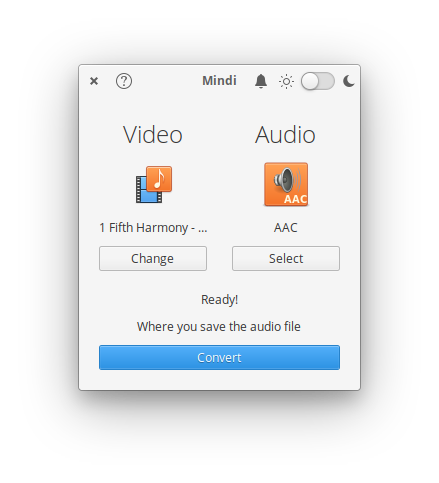 Mindi
Video
Audio
AAC
1 Fifth Harmony - ...
AAC
Change
Select
Ready!
Where you save the audio file
Convert